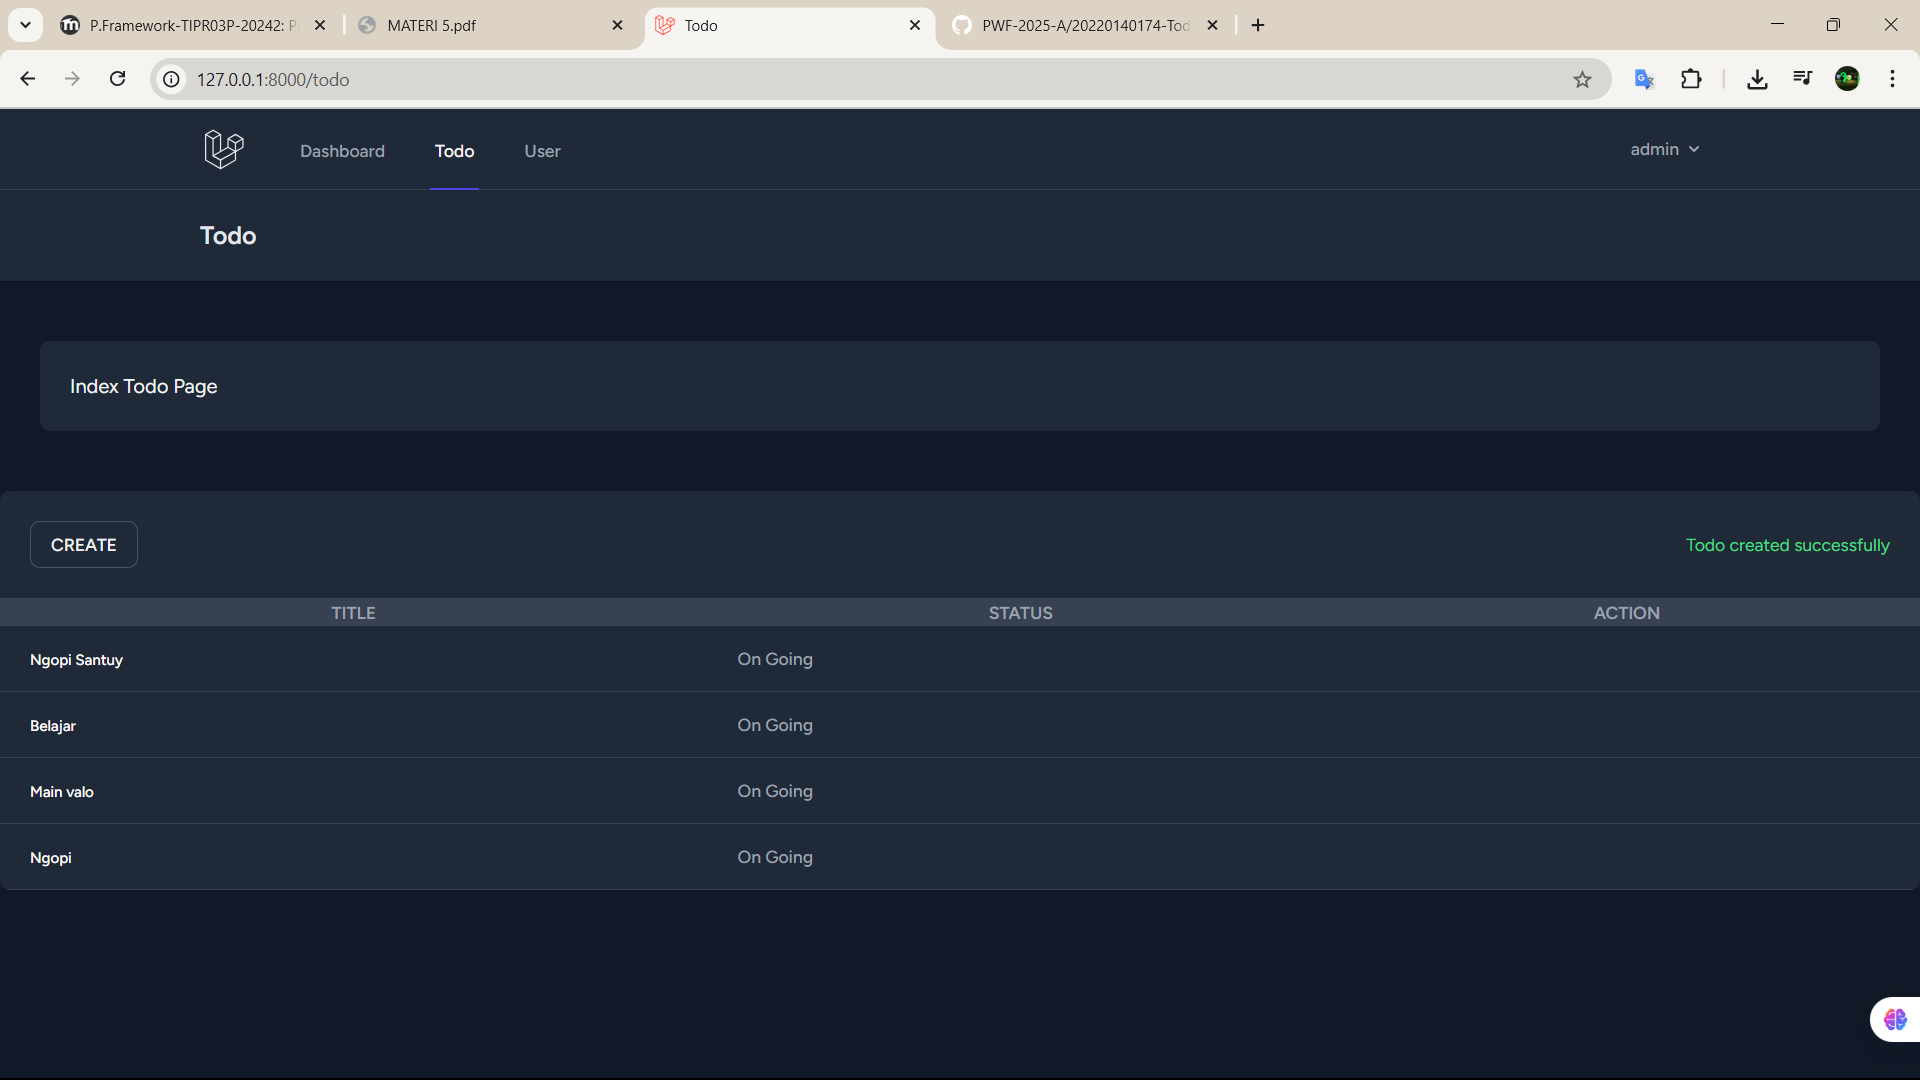 P.Framework-TIPR03P-20242: P
MATERI 5.pdf
Todo
PWF-2025-A/20220140174-Tod
127.0.0.1:8000/todo
Dashboard
Todo
User
admin
Todo
Index Todo Page
CREATE
Todo created successfully
TITLE STATUS ACTION
Ngopi Santuy On Going
Belajar On Going
Main valo On Going
Ngopi On Going